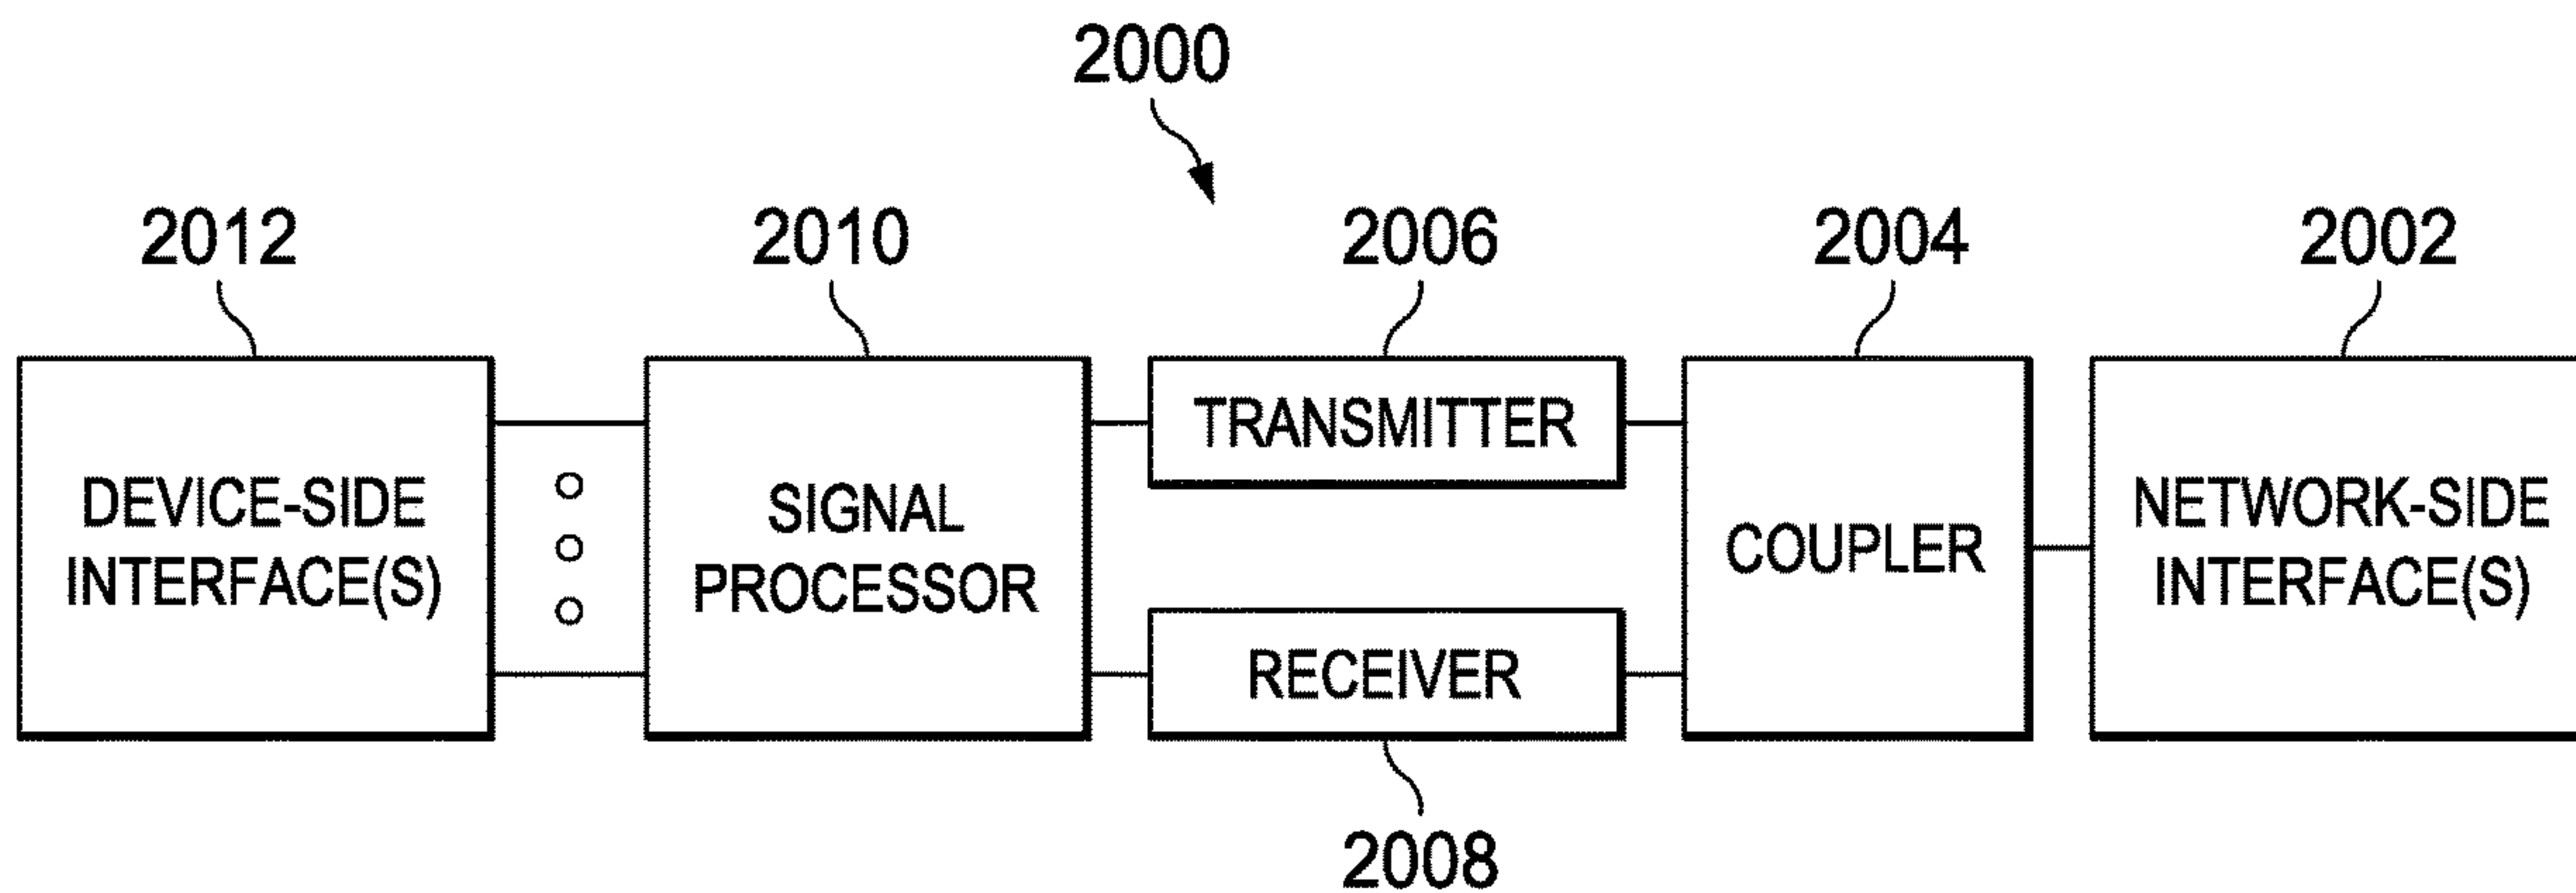 2000
2012
2010
2006
2004
2002
DEVICE-SIDE
INTERFACE(S)
SIGNAL
PROCESSOR
TRANSMITTER
RECEIVER
COUPLER
NETWORK-SIDE
INTERFACE(S)
2008